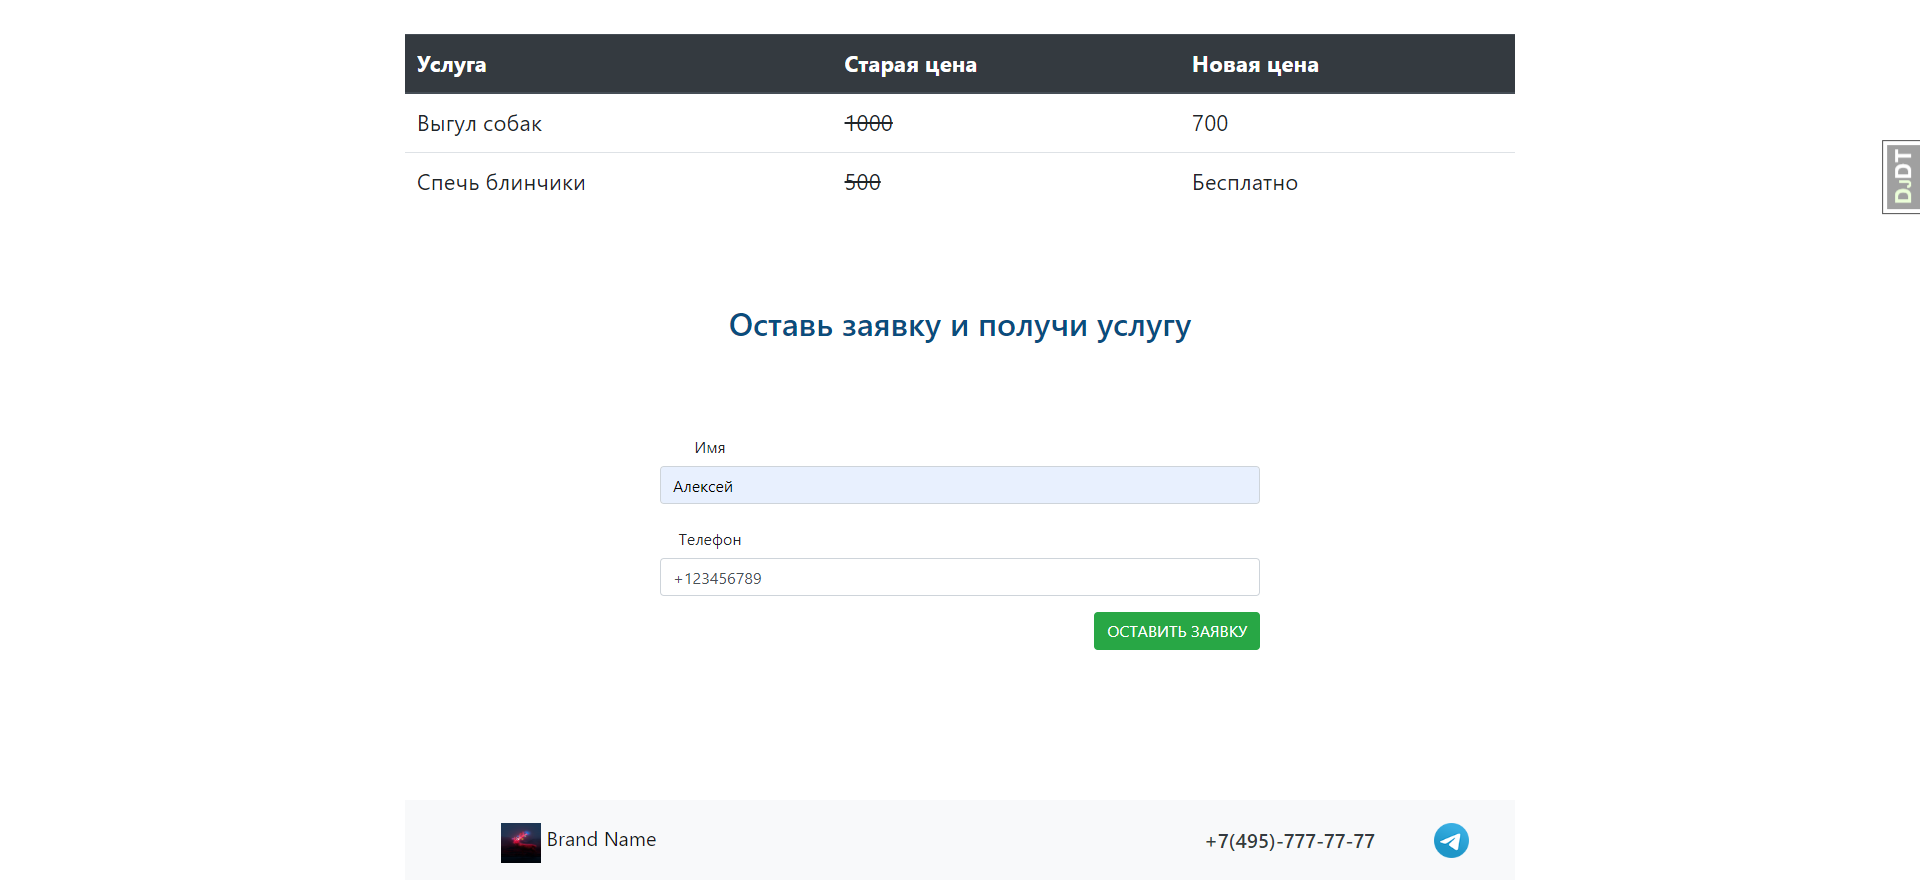 Услуга Старая цена Новая цена
Выгул собак 1000 700
Спечь блинчики 500 Бесплатно
DJDT
Оставь заявку и получи услугу
Имя
Алексей
Телефон
+123456789
ОСТАВИТЬ ЗАЯВКУ
Brand Name +7(495)-777-77-77